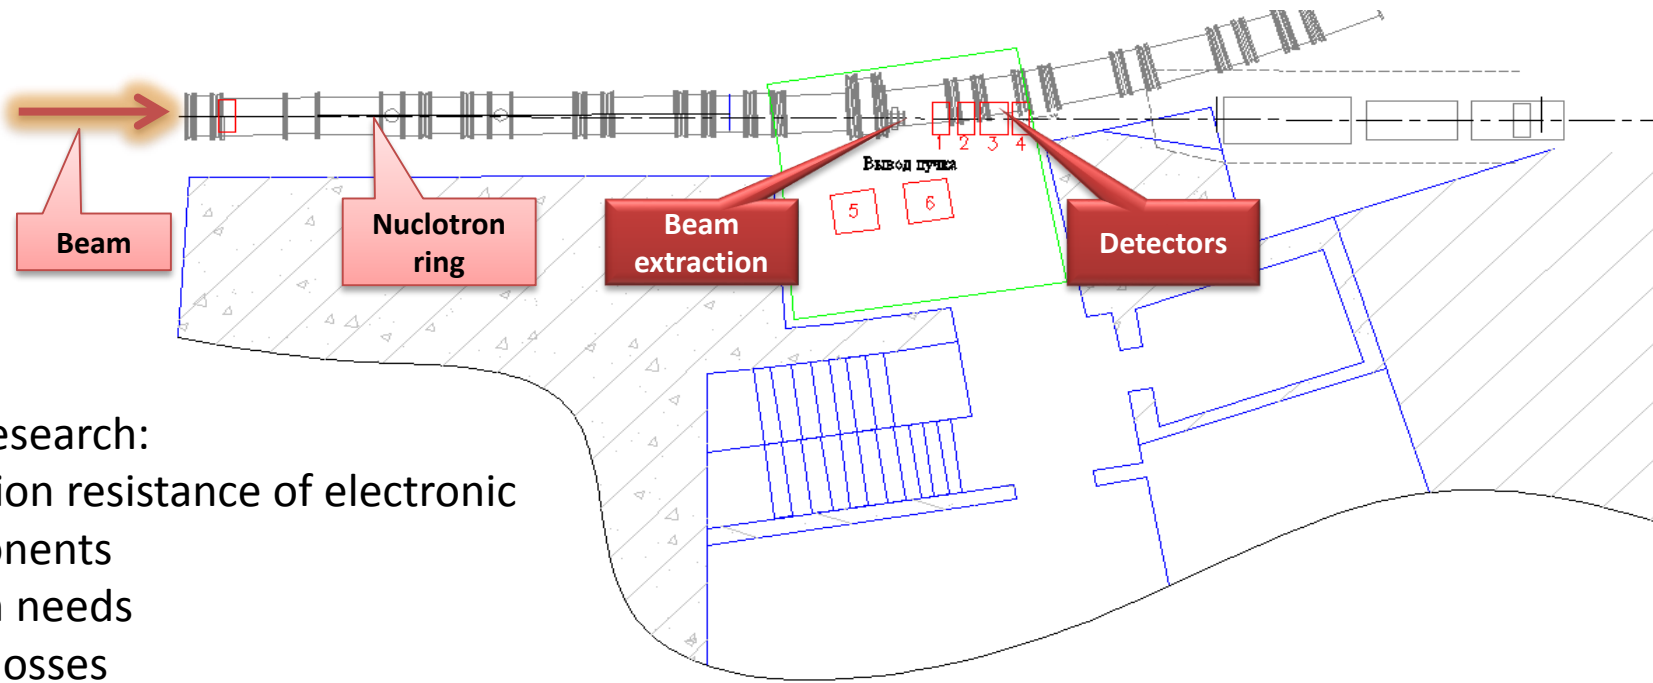 1 2 3 4
Вывод пучка
5 6
Beam
Nuclotron
ring
Beam
extraction
Detectors
esearch:
ion resistance of electronic
onents
needs
osses